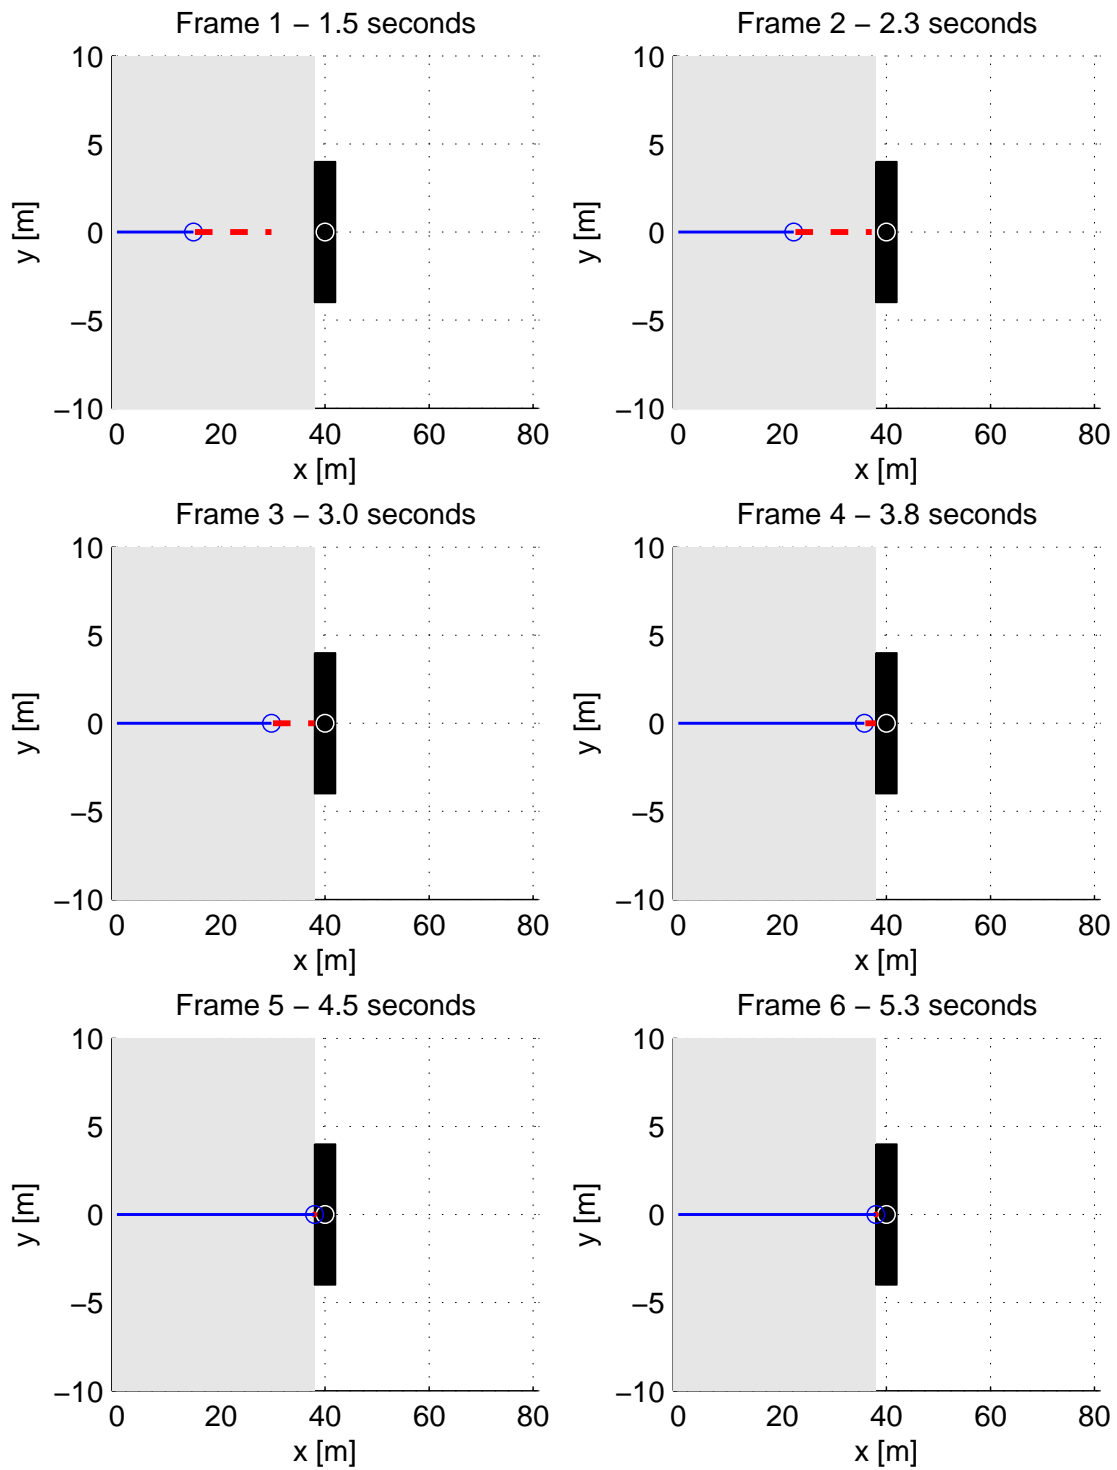 Frame 1 − 1.5 seconds
10
5
0
−5
−10
y [m]
0 20 40 60 80
x [m]
Frame 2 − 2.3 seconds
10
5
0
−5
−10
y [m]
0 20 40 60 80
x [m]
Frame 3 − 3.0 seconds
10
5
0
−5
−10
y [m]
0 20 40 60 80
x [m]
Frame 4 − 3.8 seconds
10
5
0
−5
−10
y [m]
0 20 40 60 80
x [m]
Frame 5 − 4.5 seconds
10
5
0
−5
−10
y [m]
0 20 40 60 80
x [m]
Frame 6 − 5.3 seconds
10
5
0
−5
−10
y [m]
0 20 40 60 80
x [m]